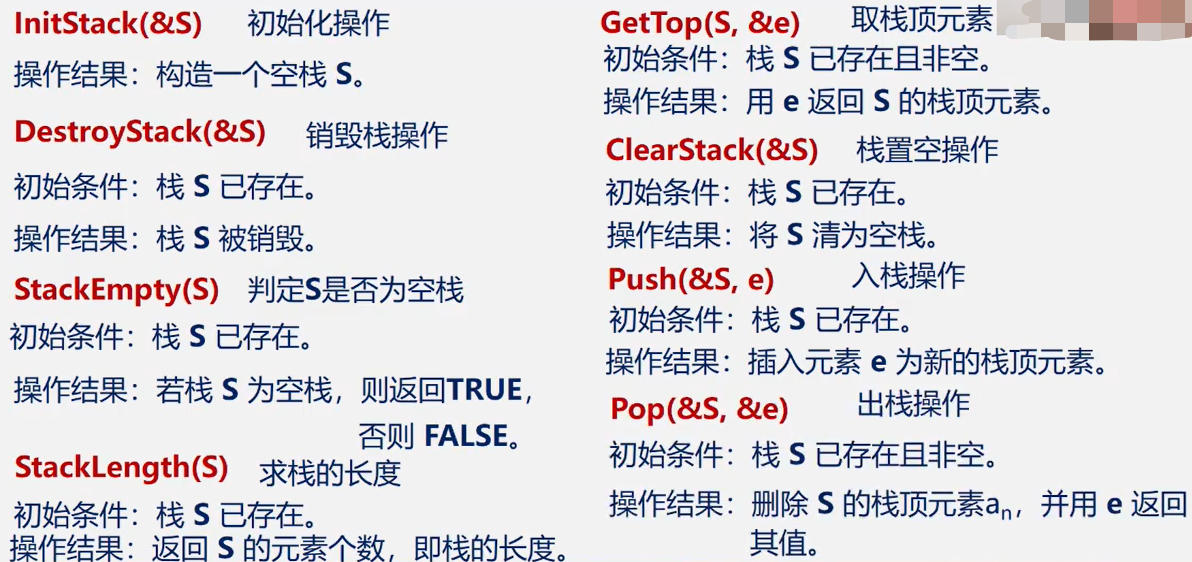 InitStack(&S) 初始化操作
操作结果：构造一个空栈 S。
DestroyStack(&S) 销毁栈操作
初始条件：栈 S 已存在。
操作结果：栈 S 被销毁。
StackEmpty(S) 判定S是否为空栈
初始条件：栈 S 已存在。
操作结果：若栈 S 为空栈，则返回TRUE，
否则 FALSE。
StackLength(S) 求栈的长度
初始条件：栈 S 已存在。
操作结果：返回 S 的元素个数，即栈的长度。
GetTop(S, &e) 取栈顶元素
初始条件：栈 S 已存在且非空。
操作结果：用 e 返回 S 的栈顶元素。
ClearStack(&S) 栈置空操作
初始条件：栈 S 已存在。
操作结果：将 S 清为空栈。
Push(&S, e) 入栈操作
初始条件：栈 S 已存在。
操作结果：插入元素 e 为新的栈顶元素。
Pop(&S, &e) 出栈操作
初始条件：栈 S 已存在且非空。
操作结果：删除 S 的栈顶元素aₙ，并用 e 返回
其值。